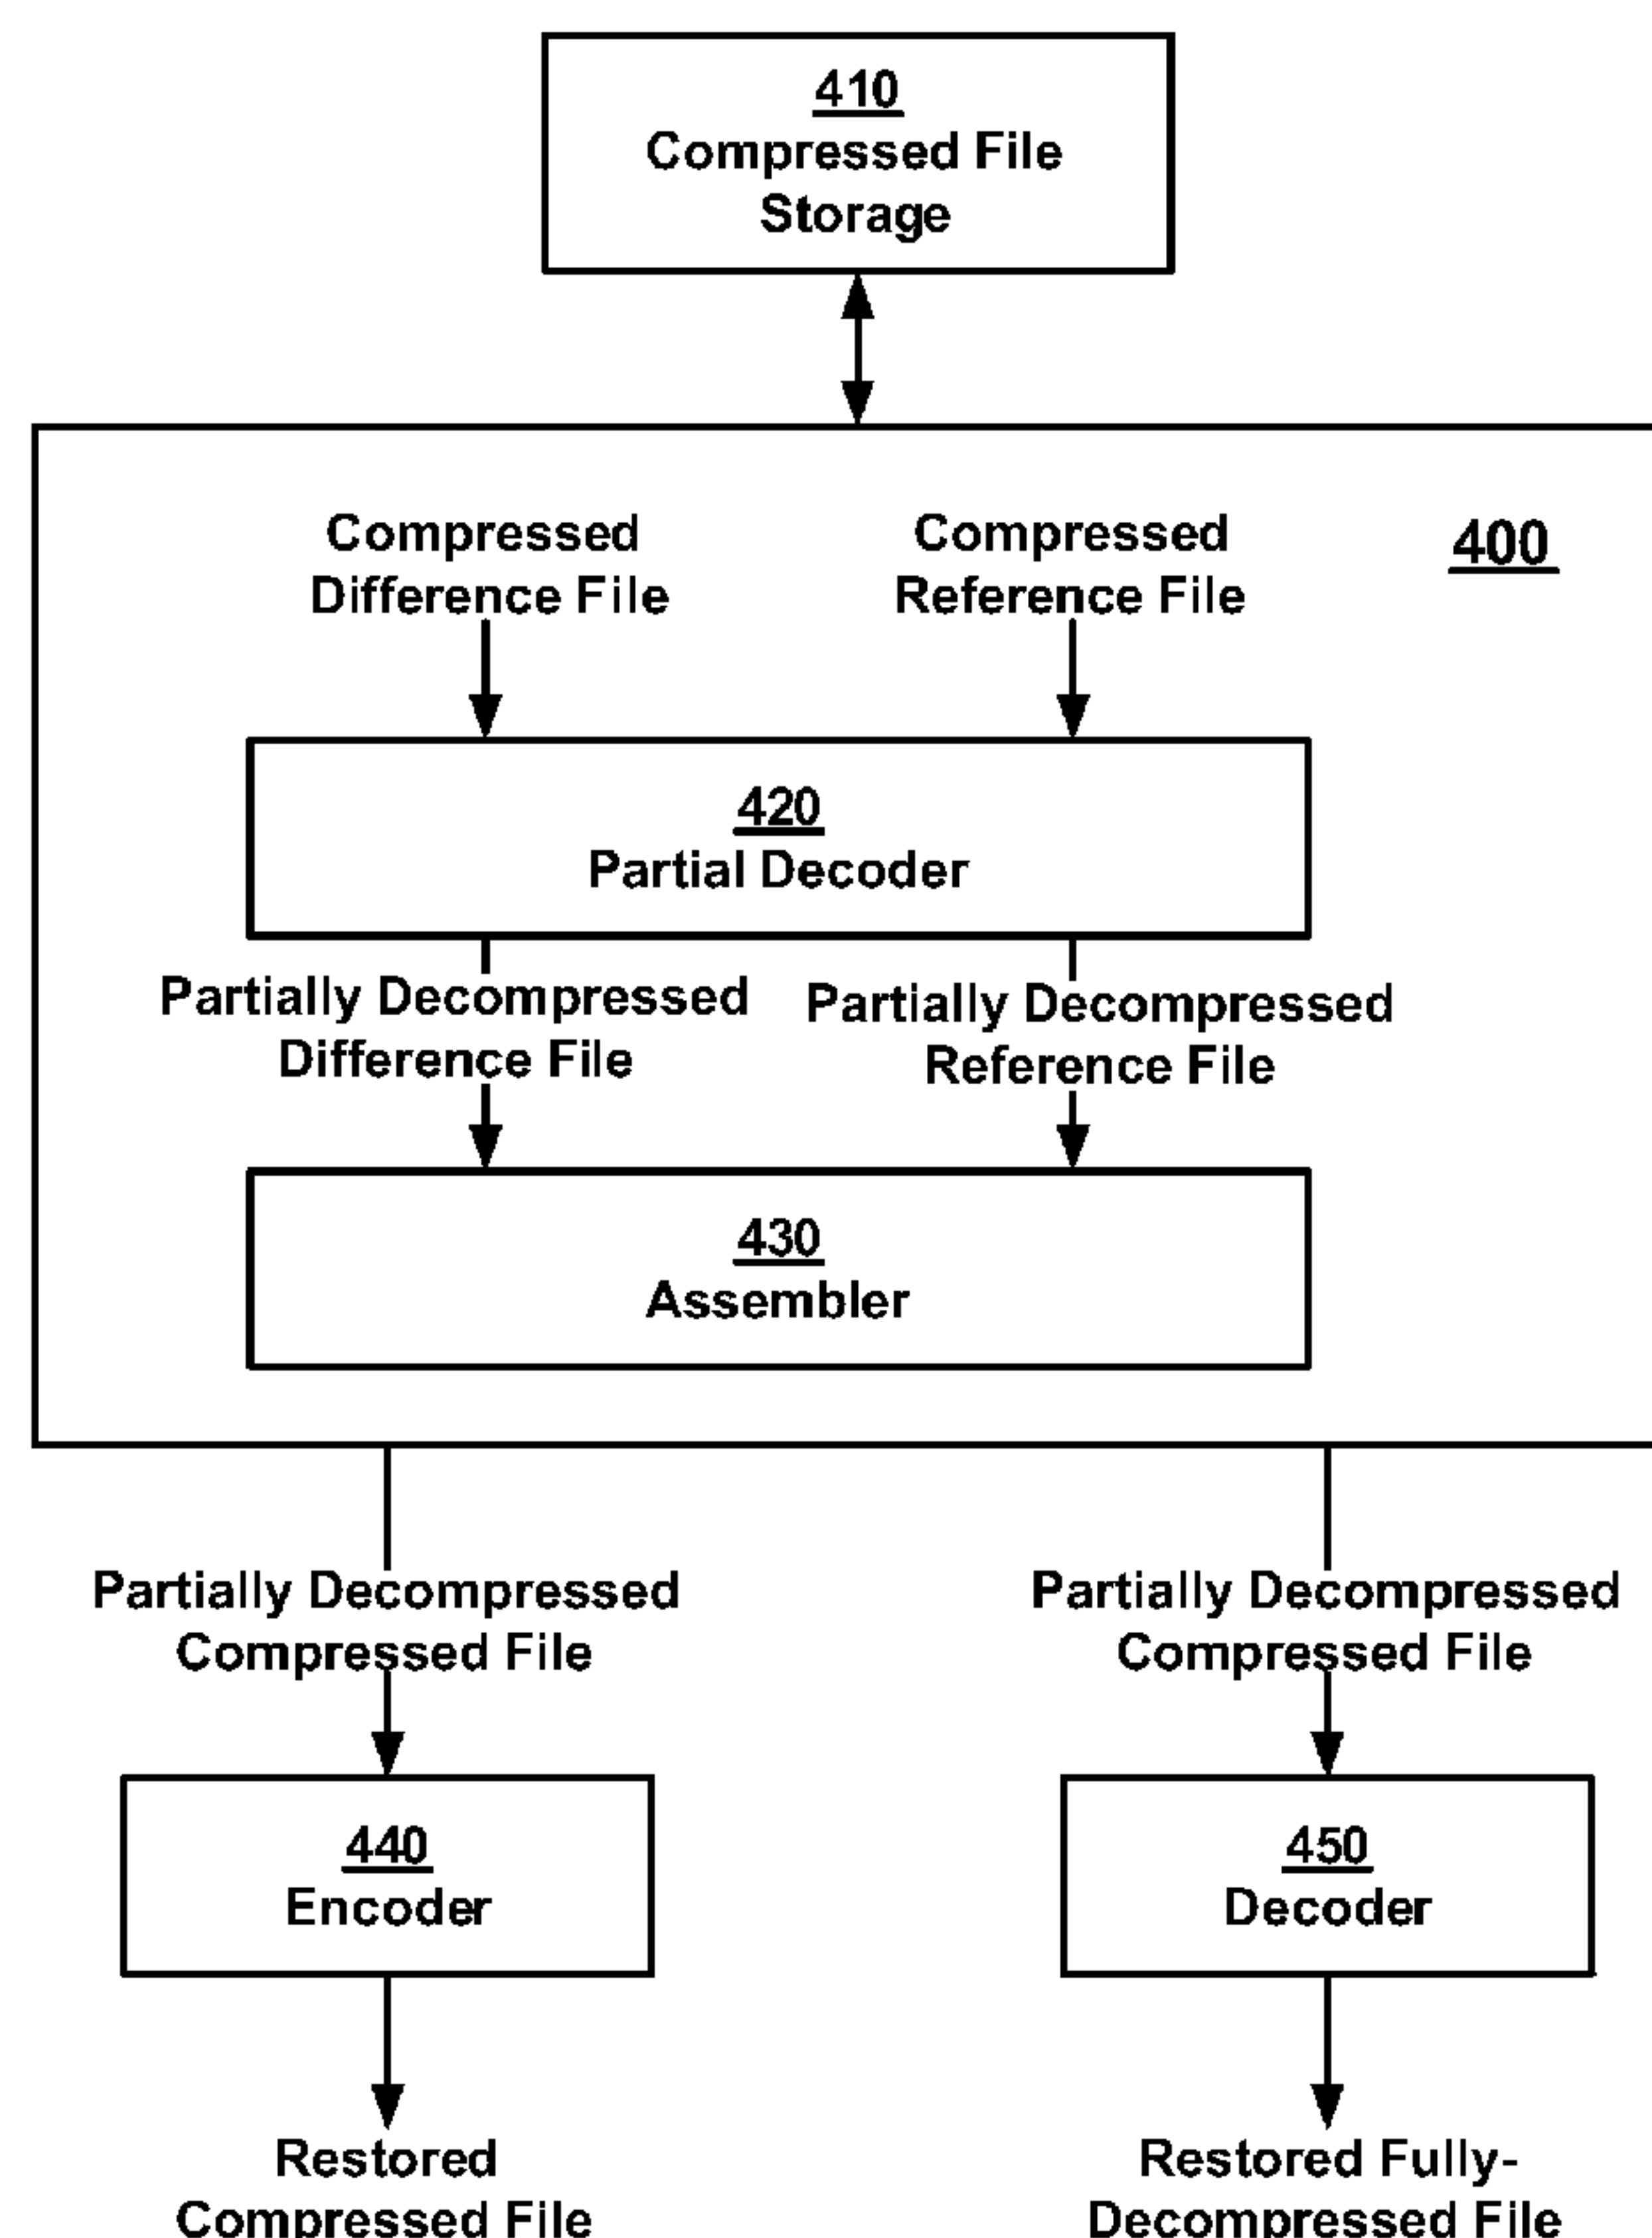 410
Compressed File
Storage
Compressed
Difference File
Compressed
Reference File
400
420
Partial Decoder
Partially Decompressed
Difference File
Partially Decompressed
Reference File
430
Assembler
Partially Decompressed
Compressed File
Partially Decompressed
Compressed File
440
Encoder
450
Decoder
Restored
Compressed File
Restored Fully-
Decompressed File